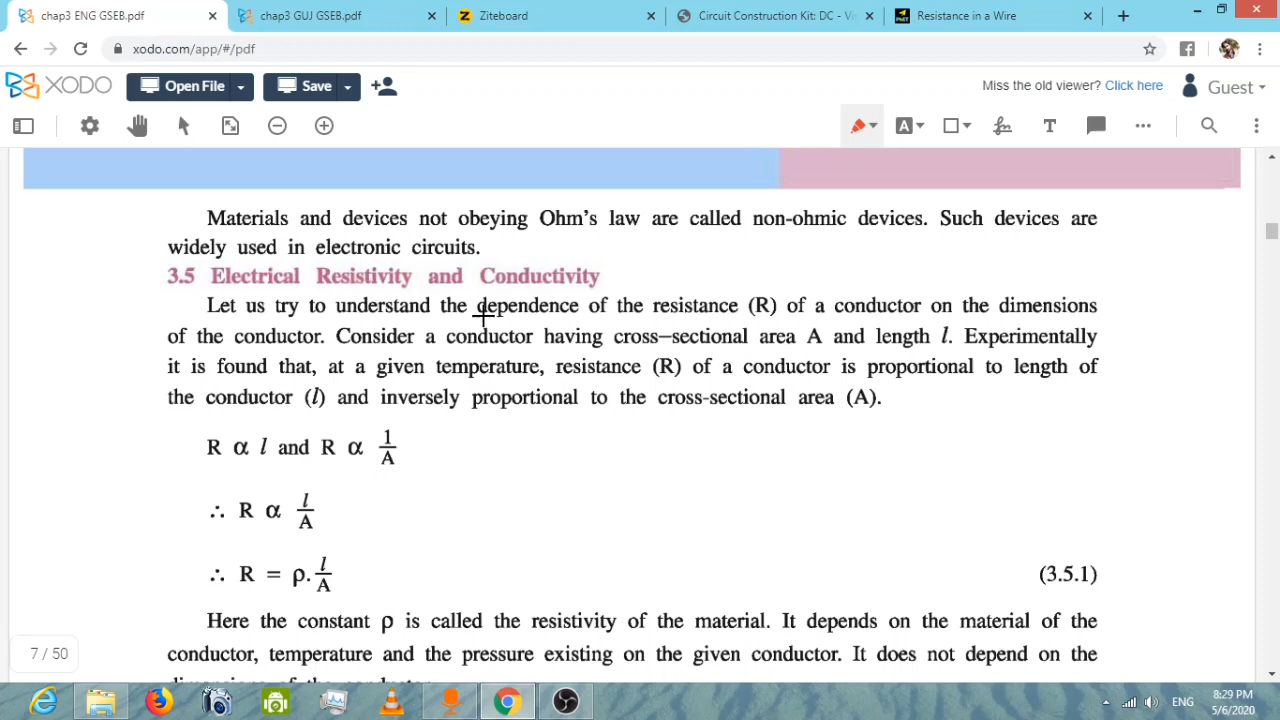 chap3 ENG GSEB.pdf
chap3 GUJ GSEB.pdf
Ziteboard
Circuit Construction Kit: DC - Vi
Resistance in a Wire
xodo.com/app/#/pdf
XODO
Open File
Save
Miss the old viewer? Click here
Guest
Materials and devices not obeying Ohm's law are called non-ohmic devices. Such devices are
widely used in electronic circuits.
3.5 Electrical Resistivity and Conductivity
Let us try to understand the dependence of the resistance (R) of a conductor on the dimensions
of the conductor. Consider a conductor having cross–sectional area A and length l. Experimentally
it is found that, at a given temperature, resistance (R) of a conductor is proportional to length of
the conductor (l) and inversely proportional to the cross-sectional area (A).
R α l and R α 1/A
∴ R α l/A
∴ R = ρ. l/A (3.5.1)
Here the constant ρ is called the resistivity of the material. It depends on the material of the
conductor, temperature and the pressure existing on the given conductor. It does not depend on the
7 / 50
ENG
8:29 PM
5/6/2020